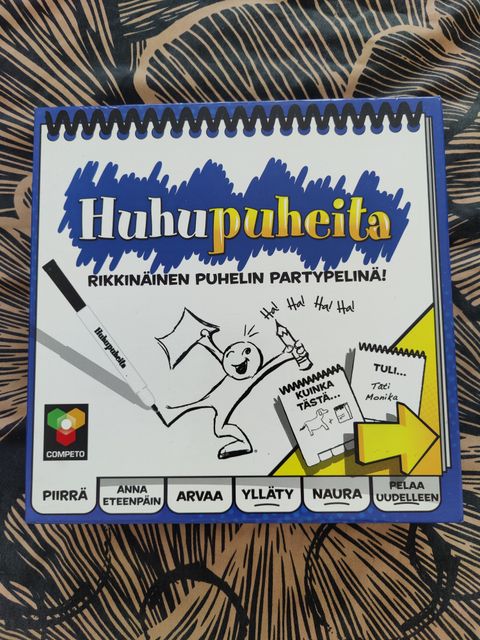 Huhupuheita
RIKKINÄINEN PUHELIN PARTYPELINÄ!
Ha! Ha! Ha! Ha!
Huhupuheita
KUINKA
TÄSTÄ...
TULI...
Tati
Monika
COMPETO
PIIRRÄ
ANNA
ETEENPÄIN
ARVAA
YLLÄTY
NAURA
PELAA
UUDELLEEN